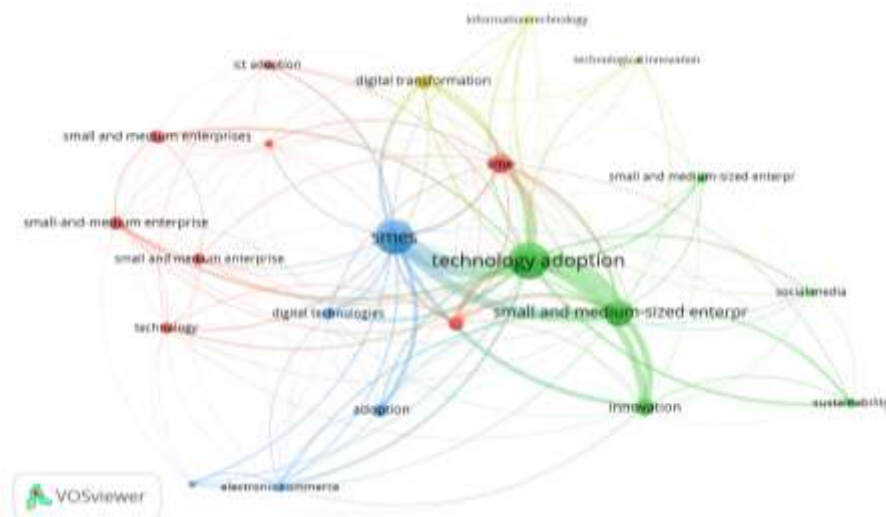 information technology
technological innovation
ict adoption
digital transformation
small and medium enterprises
sme
small and medium-sized enterpr
small-and-medium enterprise
smes
small and medium enterprise
technology adoption
social media
digital technologies
small and medium-sized enterpr
technology
adoption
innovation
sustainability
electronic commerce
VOSviewer